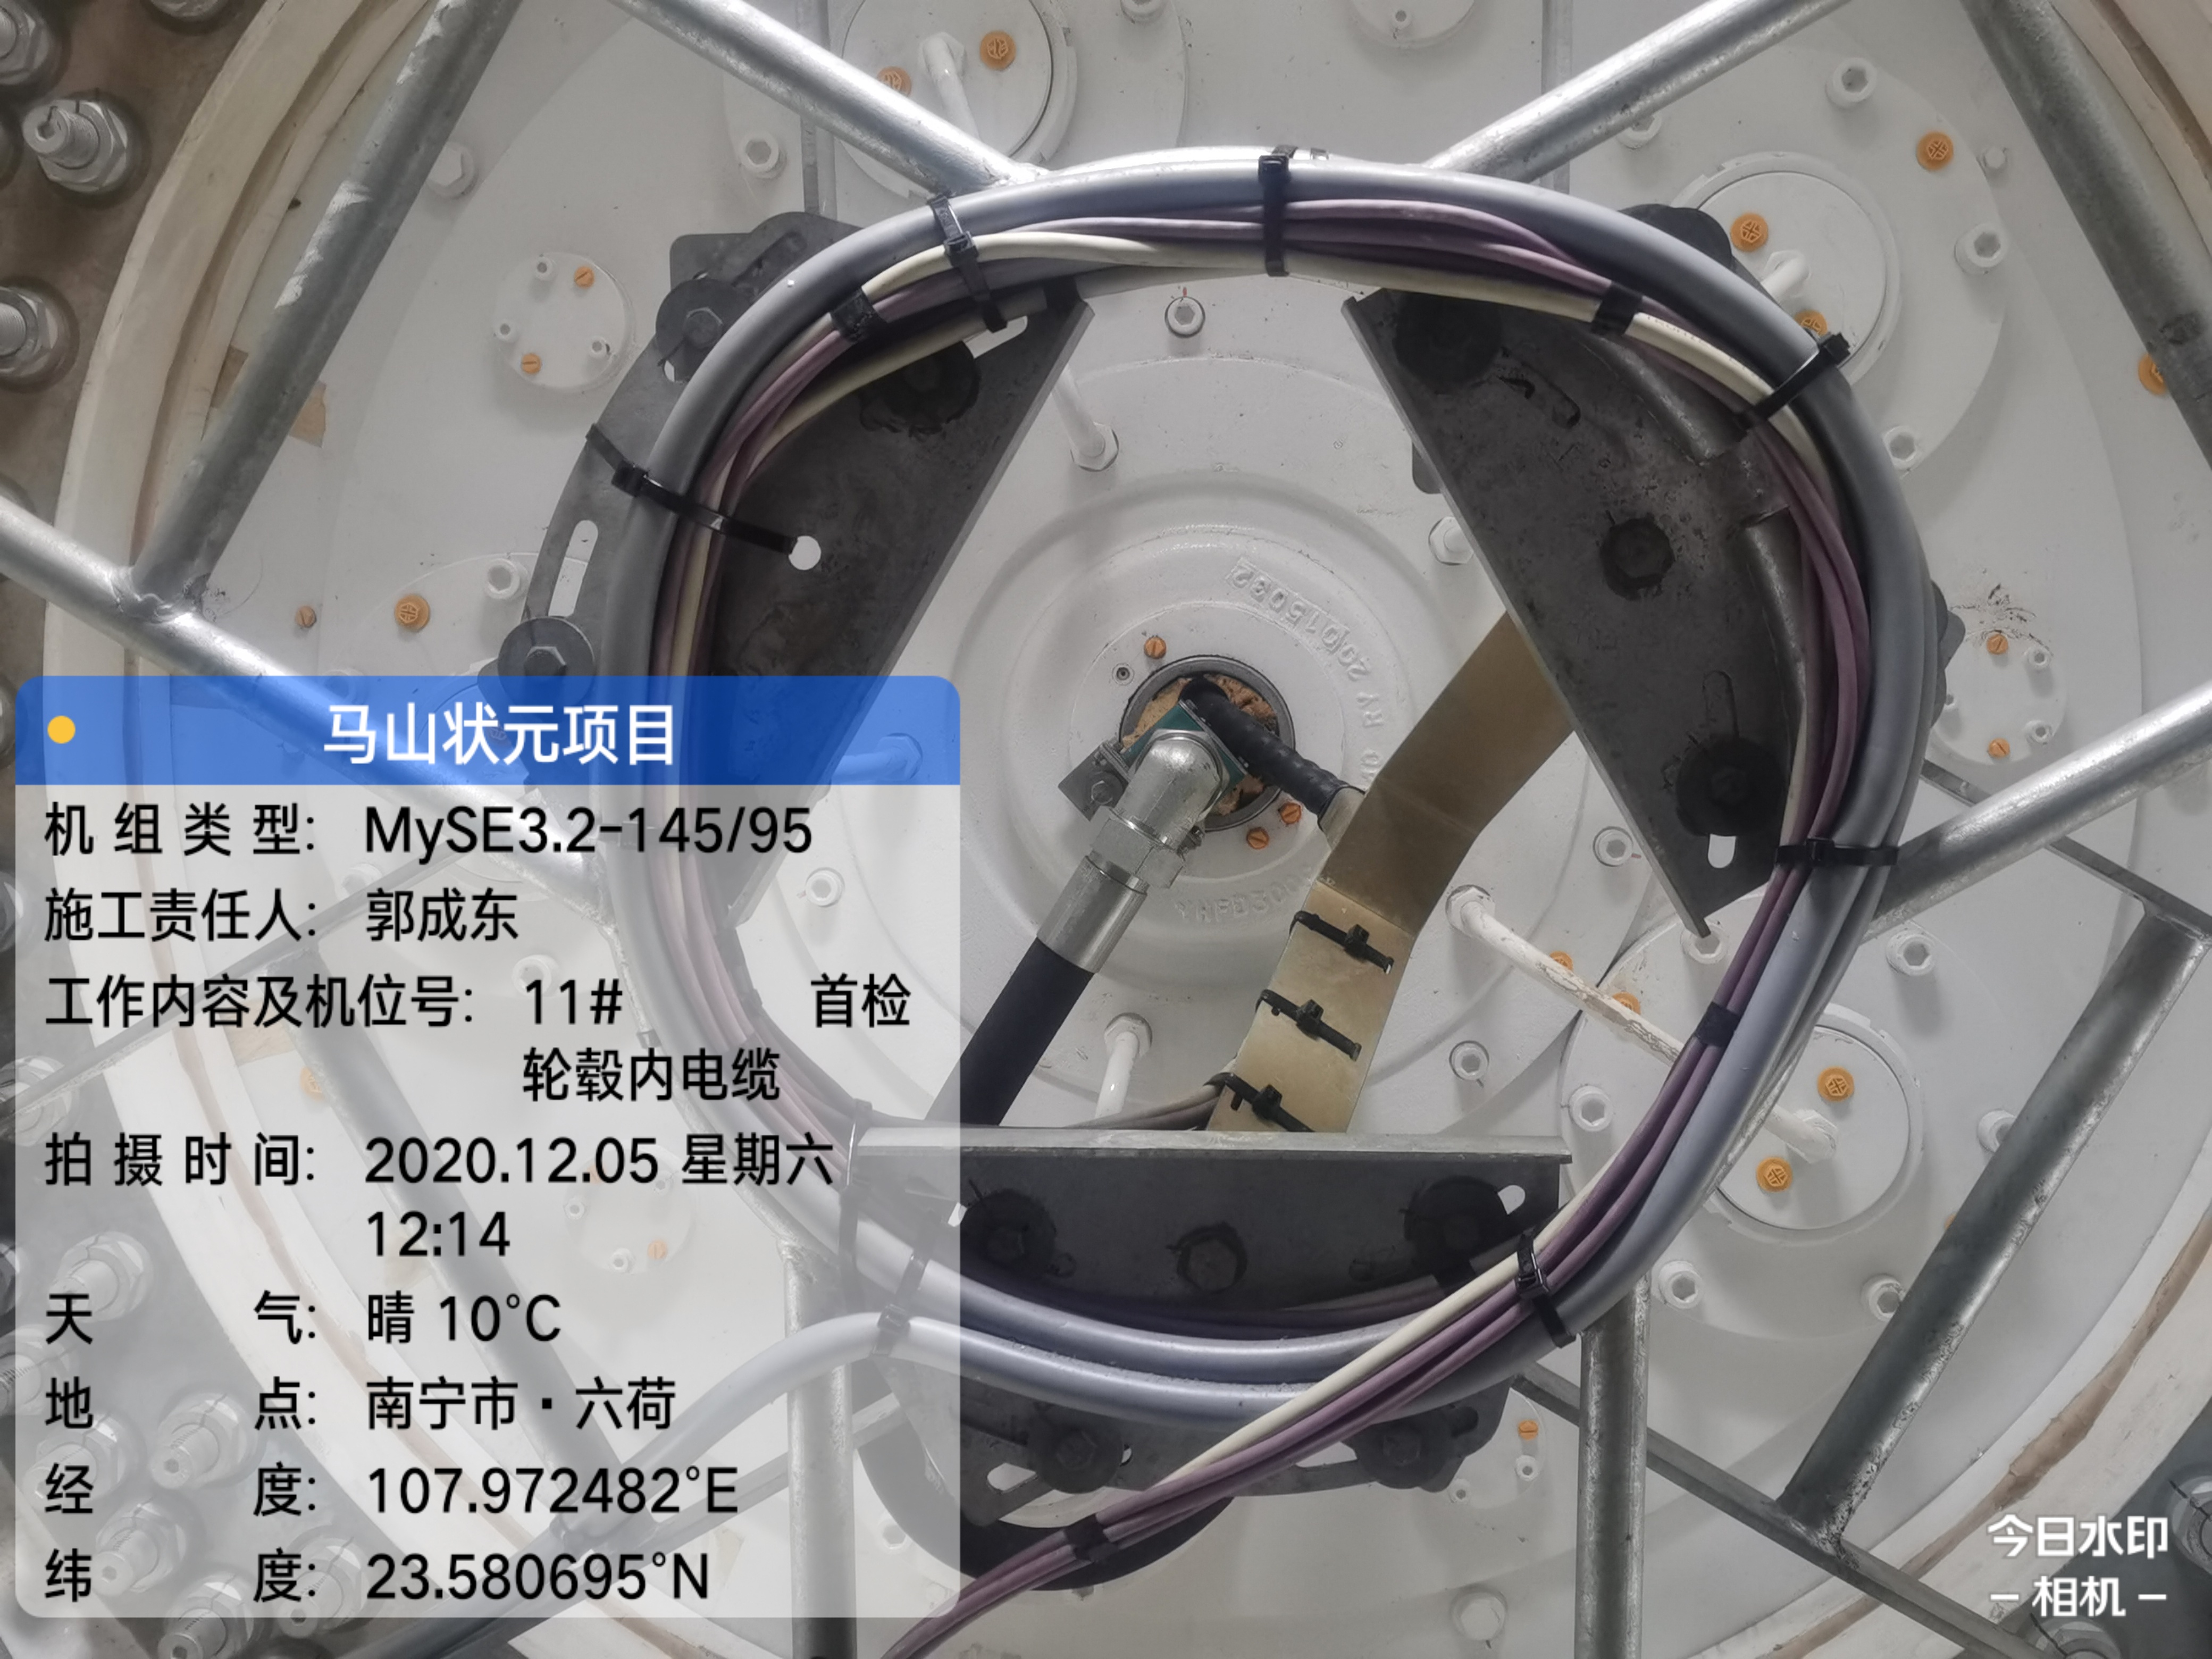 马山状元项目
机组类型: MySE3.2-145/95
施工责任人: 郭成东
工作内容及机位号: 11# 首检
轮毂内电缆
拍摄时间: 2020.12.05 星期六
12:14
天气: 晴 10°C
地点: 南宁市·六荷
经度: 107.972482°E
纬度: 23.580695°N
今日水印
-相机-